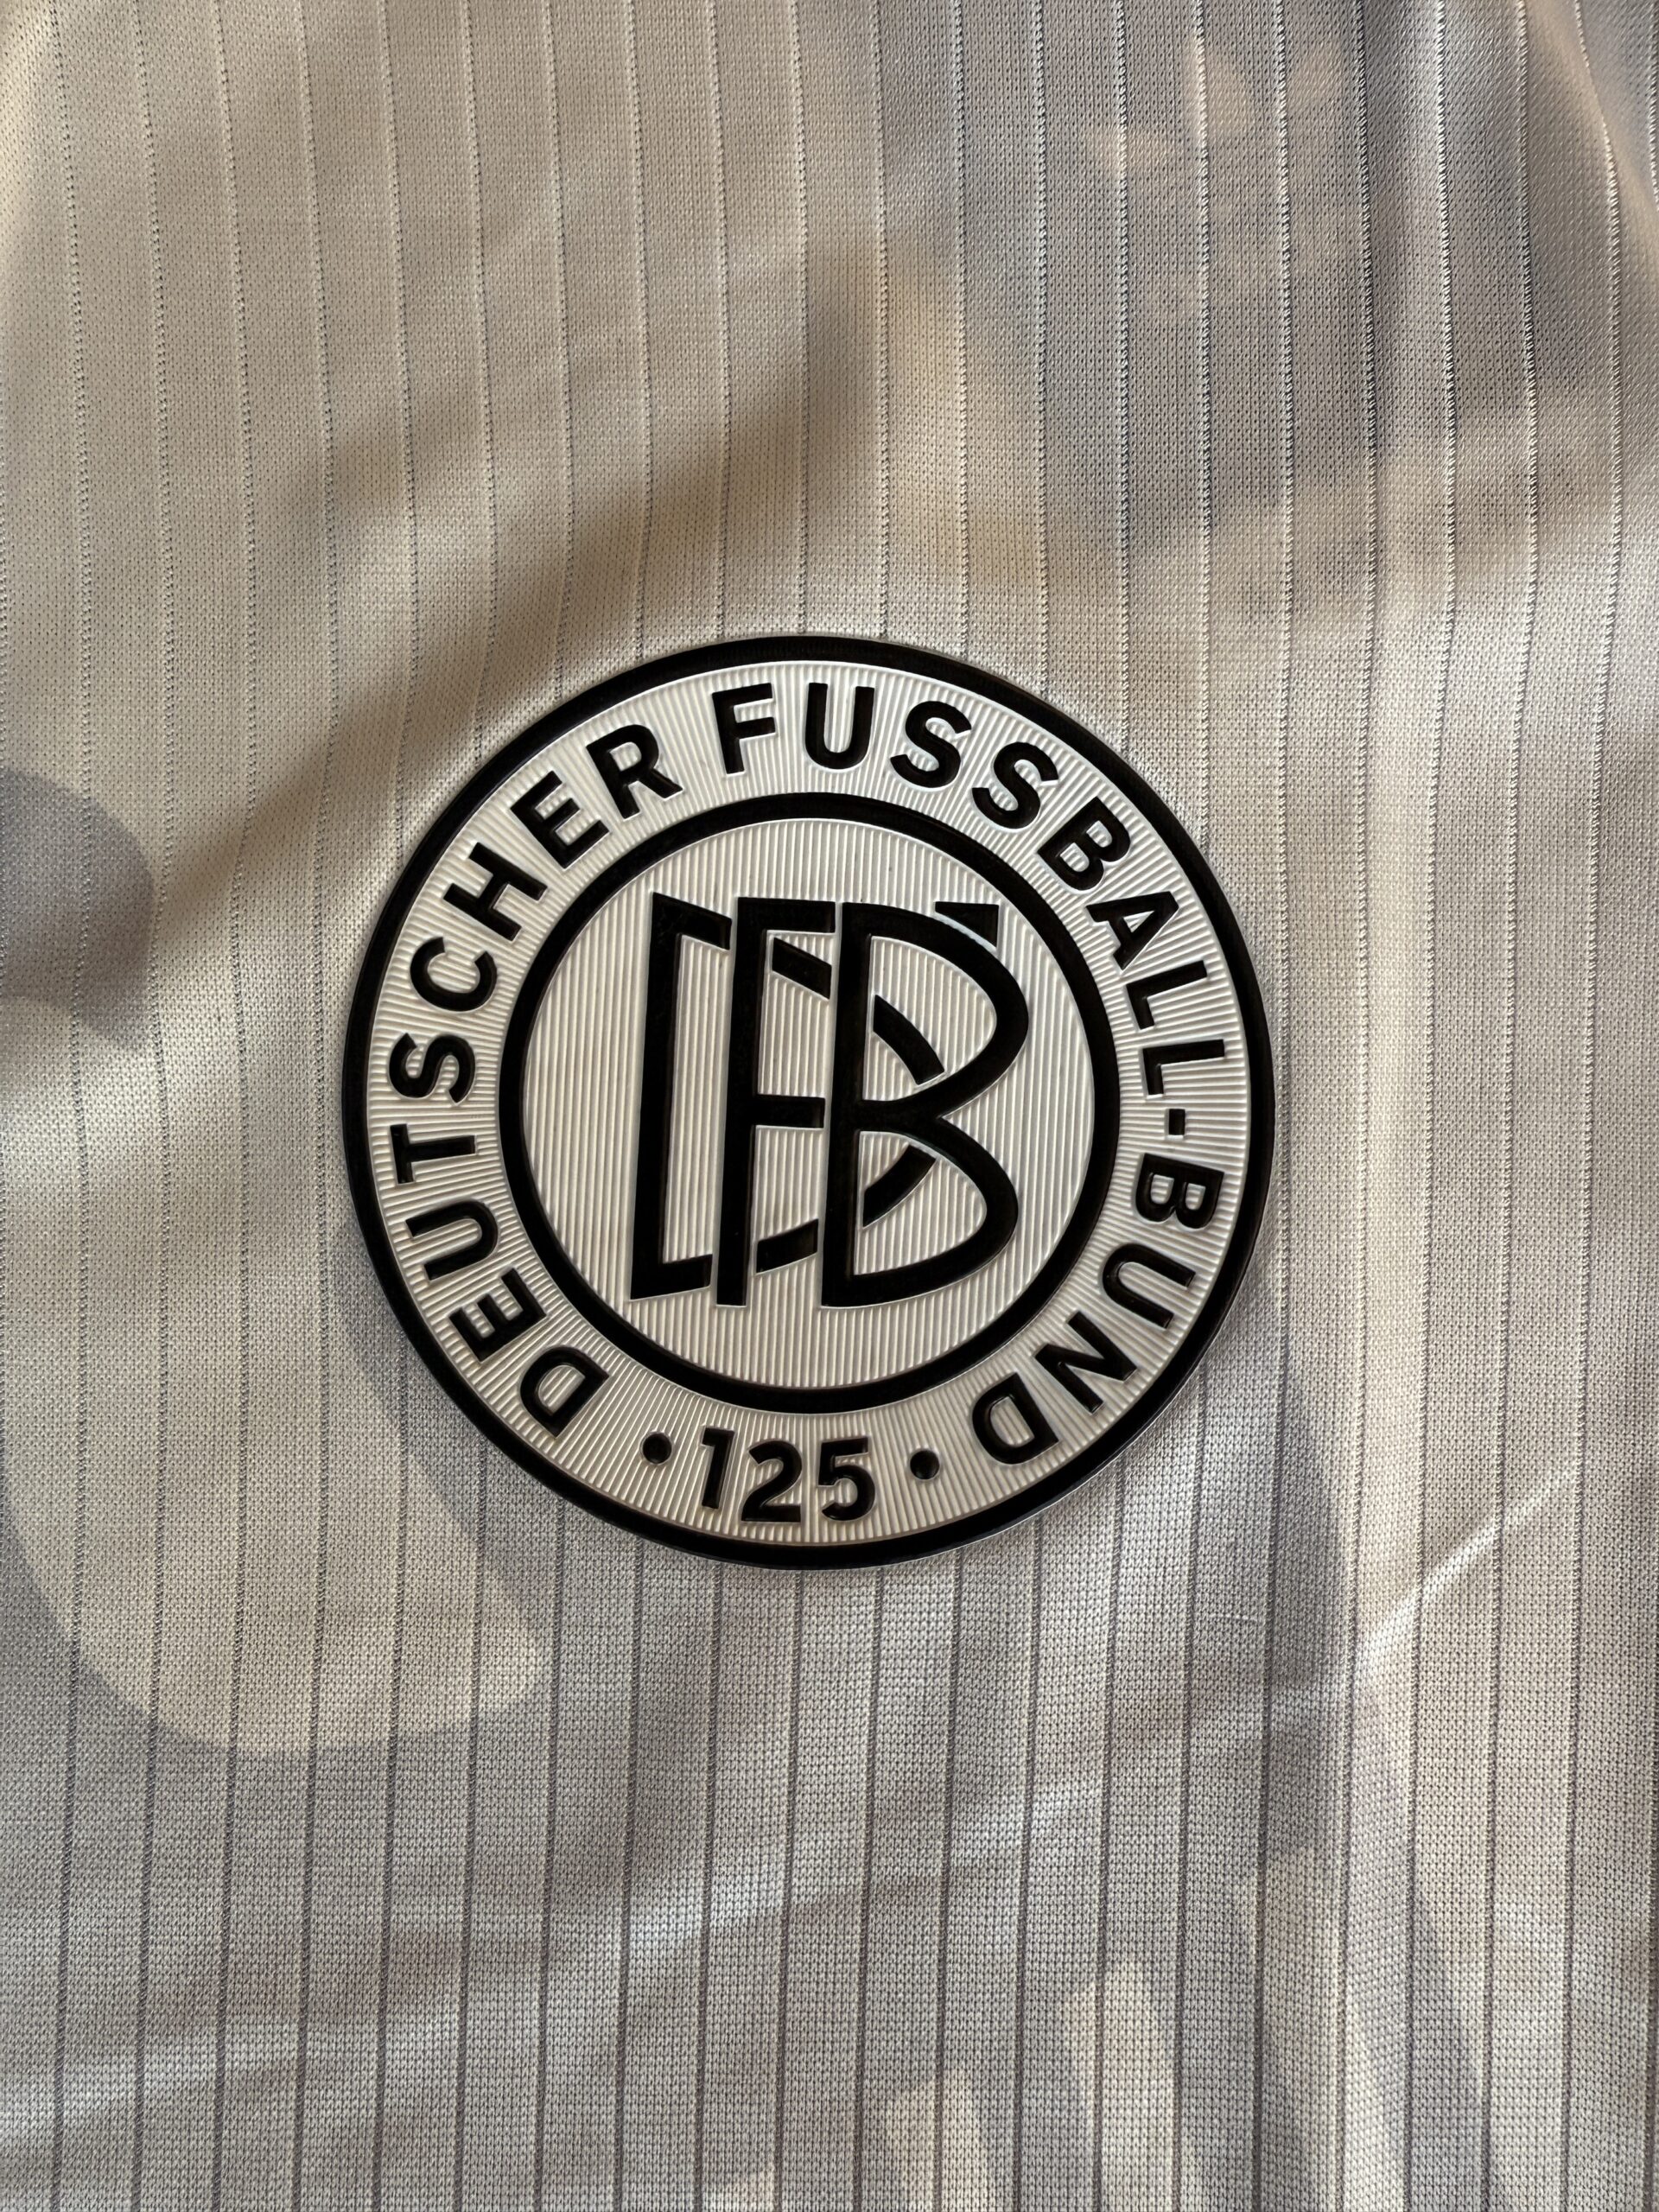 DEUTSCHER FUSSBALL-BUND
• 125 •
DFB